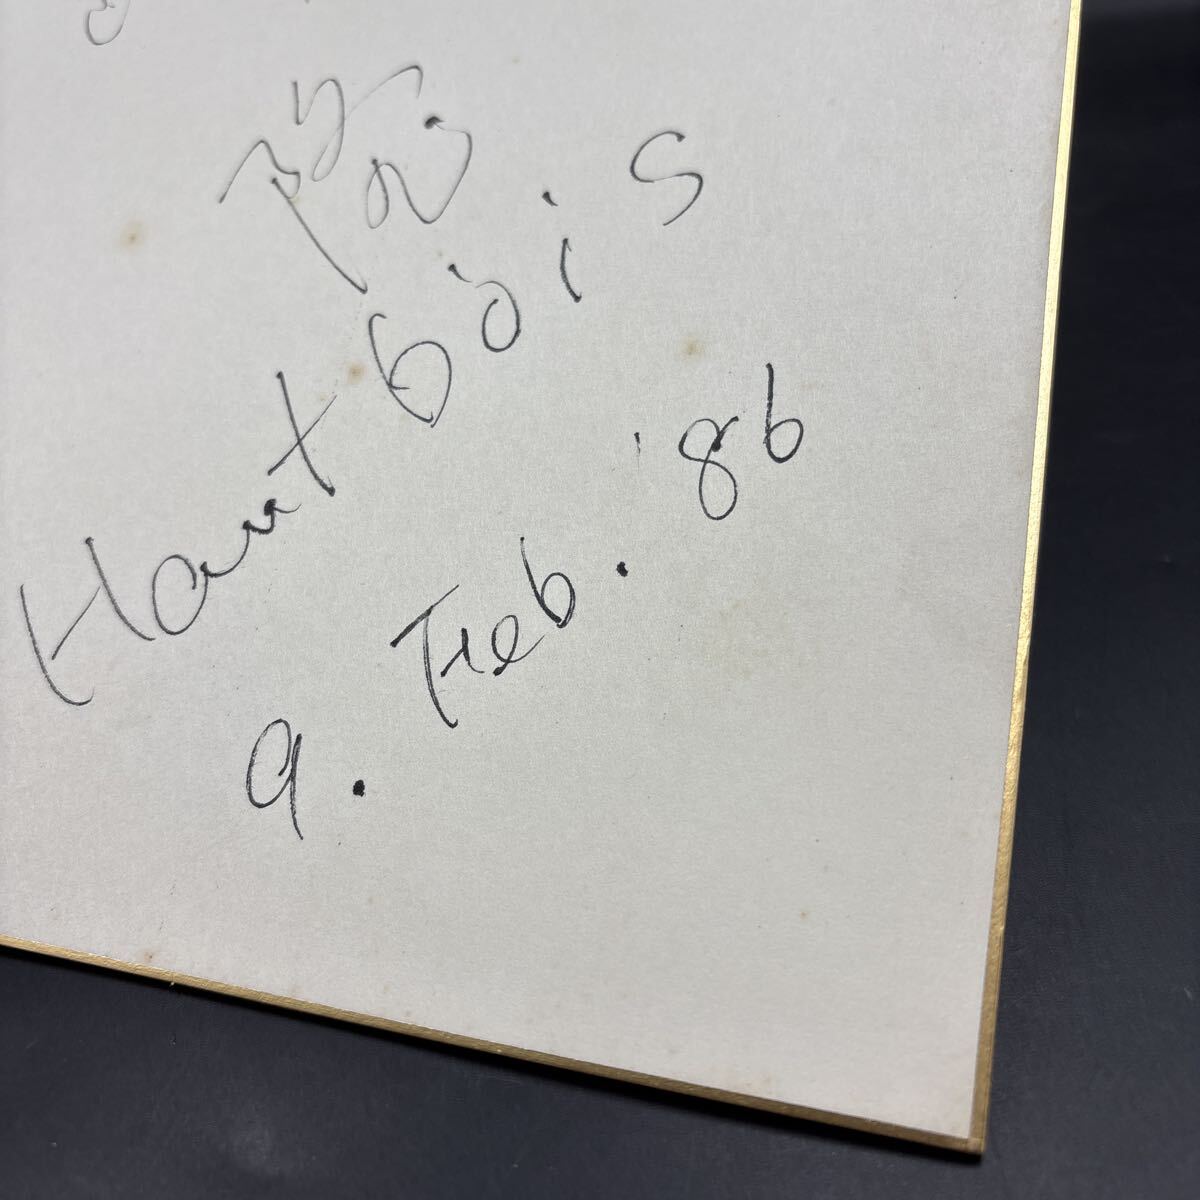 Hautbois
9. Feb. '86